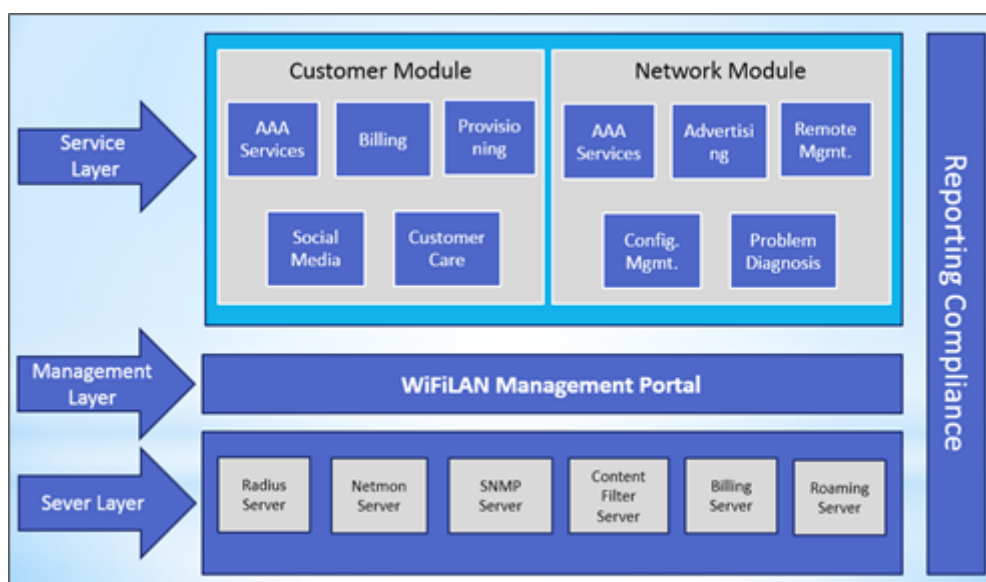 Customer Module
Network Module
Service
Layer
AAA
Services
Billing
Provisio
ning
AAA
Services
Advertisi
ng
Remote
Mgmt.
Social
Media
Customer
Care
Config.
Mgmt.
Problem
Diagnosis
Management
Layer
WiFiLAN Management Portal
Sever Layer
Radius
Server
Netmon
Server
SNMP
Server
Content
Filter
Server
Billing
Server
Roaming
Server
Reporting Compliance